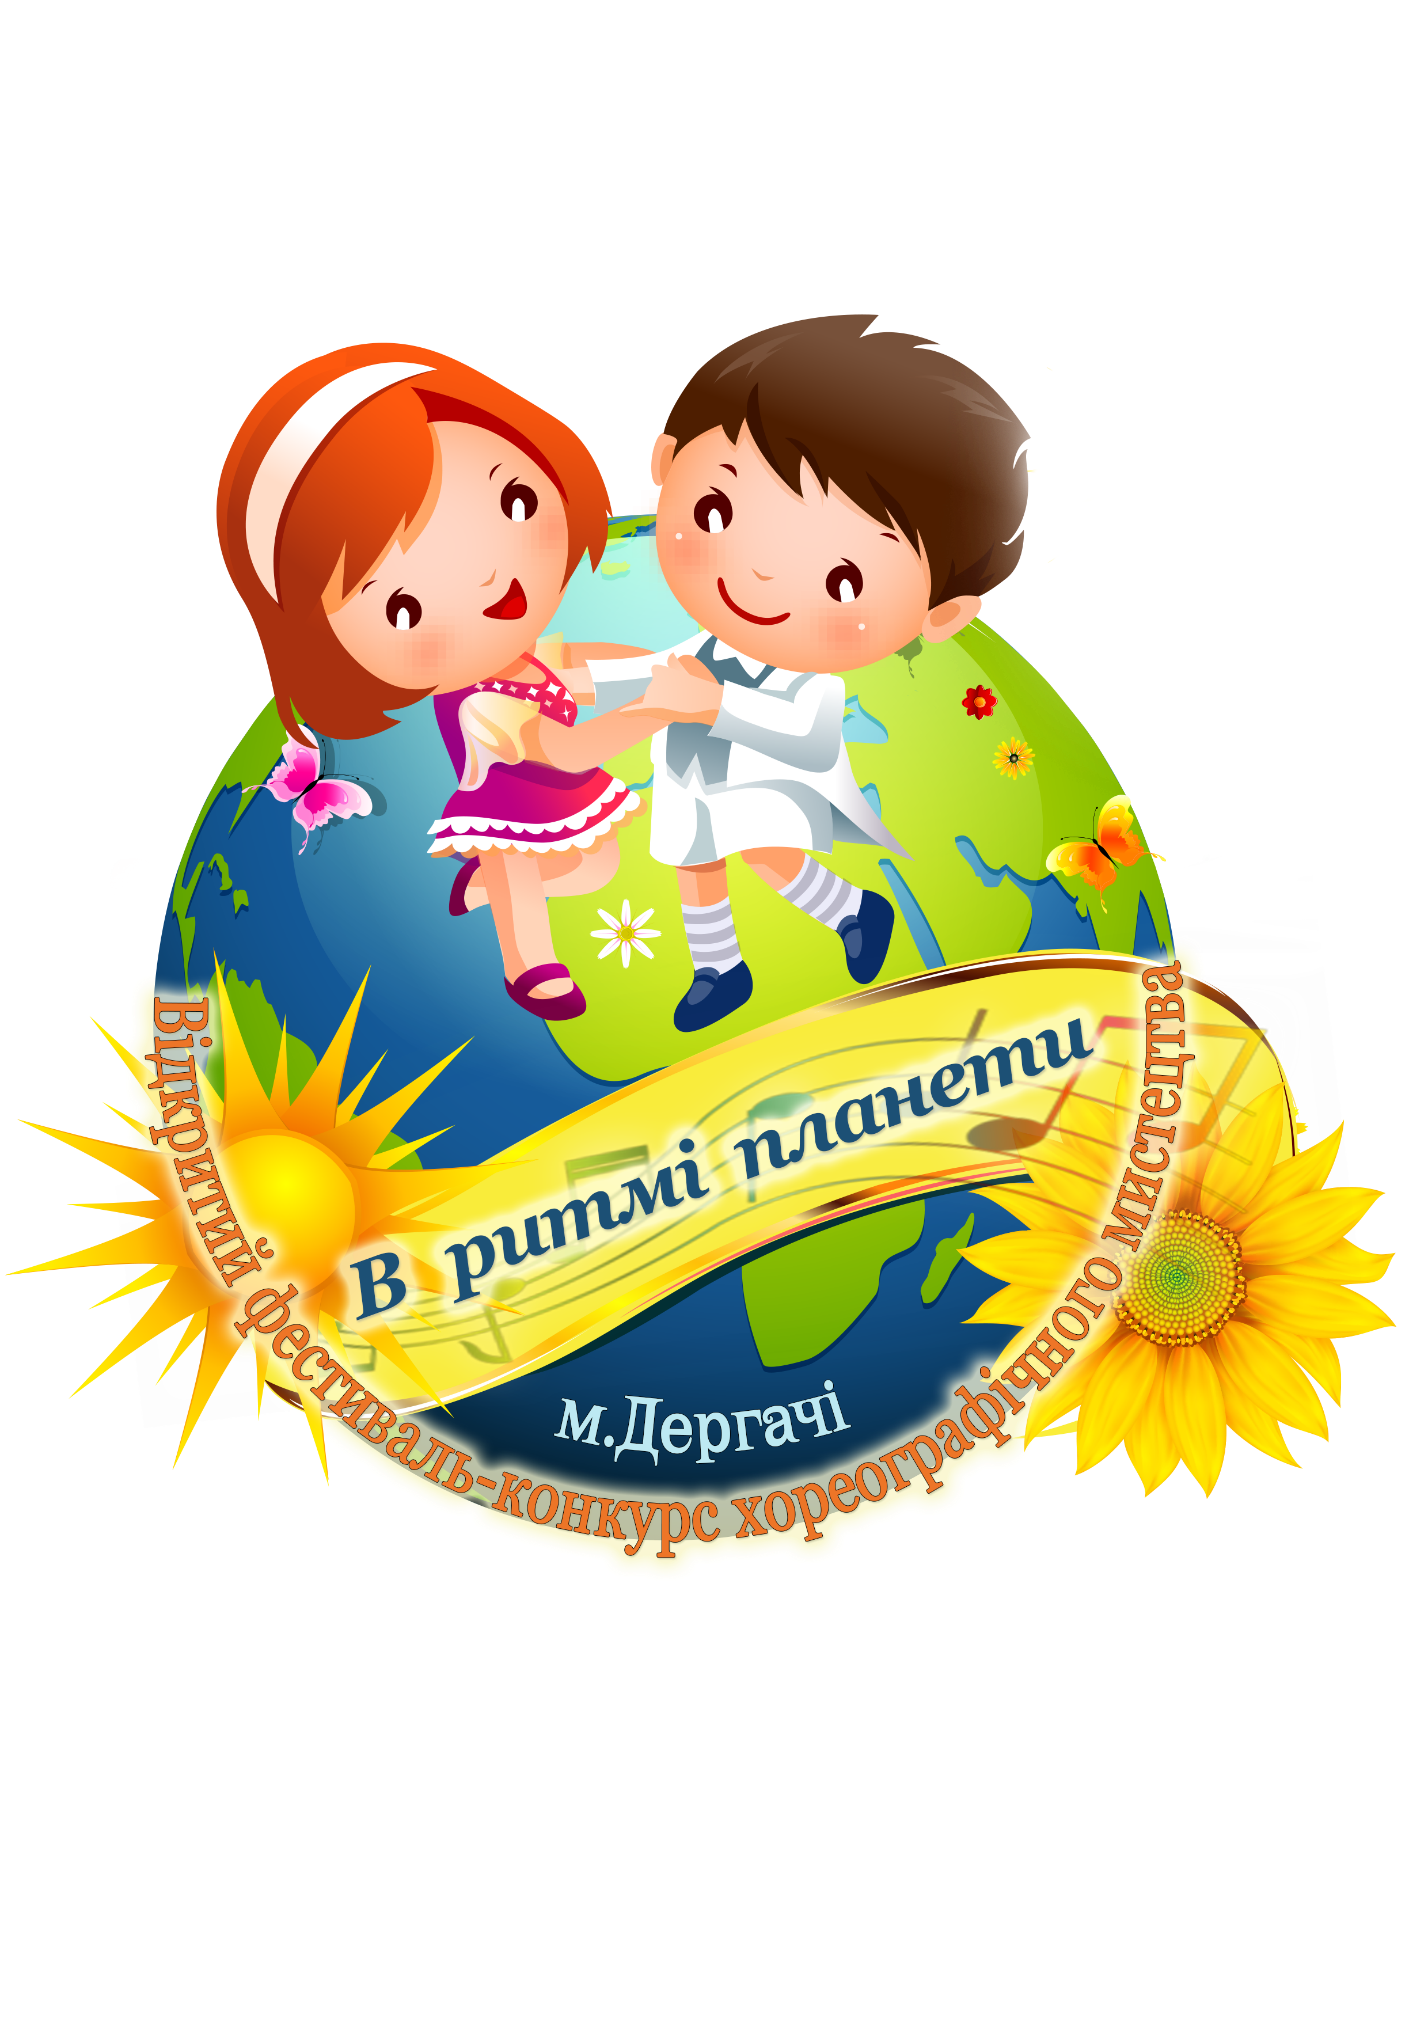 В ритмі планети
м.Дергачі
Відкритий фестиваль-конкурс хореографічного мистецтва